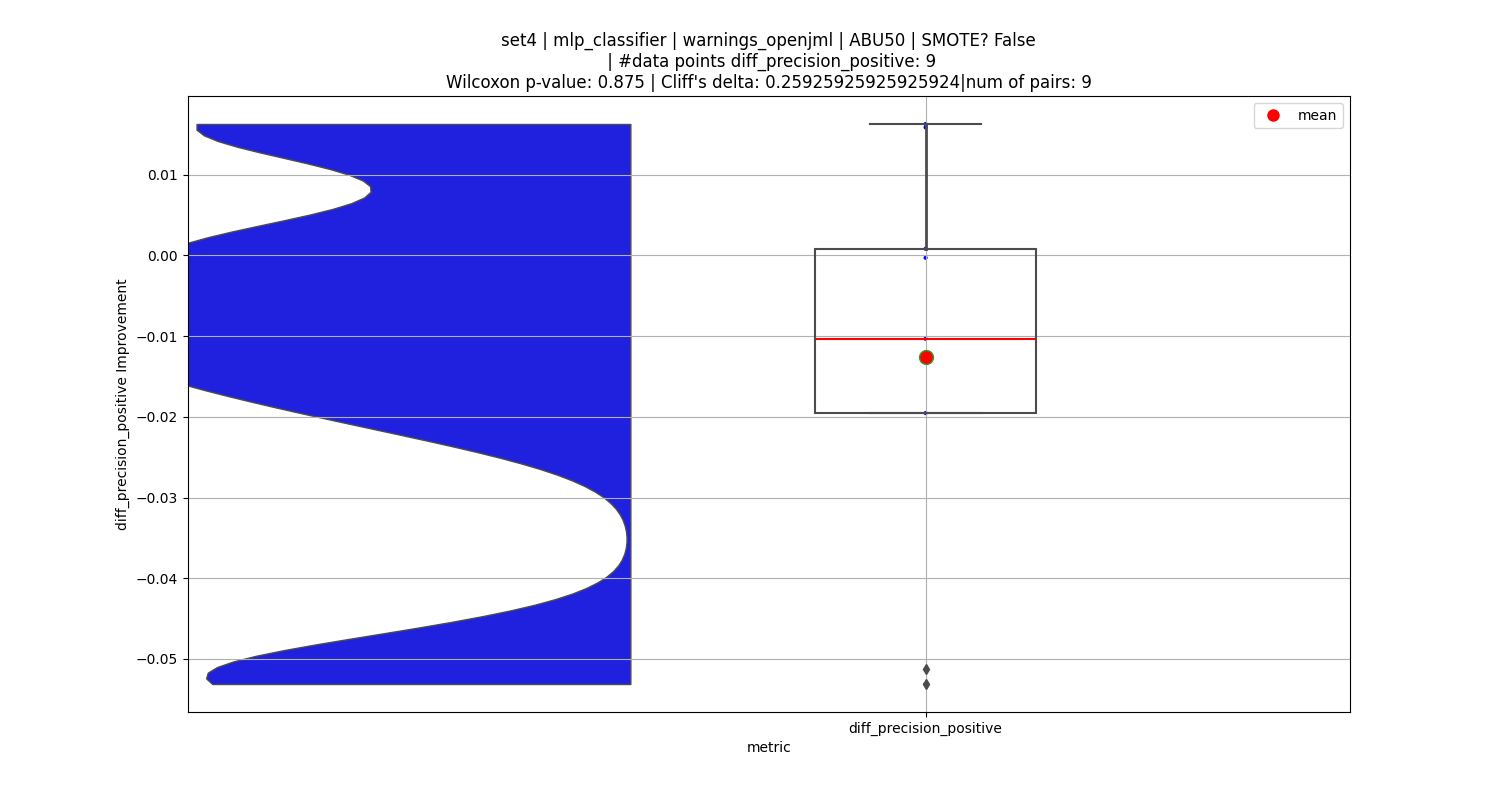 set4 | mlp_classifier | warnings_openjml | ABU50 | SMOTE? False
| #data points diff_precision_positive: 9
Wilcoxon p-value: 0.875 | Cliff's delta: 0.25925925925925924|num of pairs: 9
mean
0.01
0.00
−0.01
−0.02
−0.03
−0.04
−0.05
diff_precision_positive Improvement
diff_precision_positive
metric